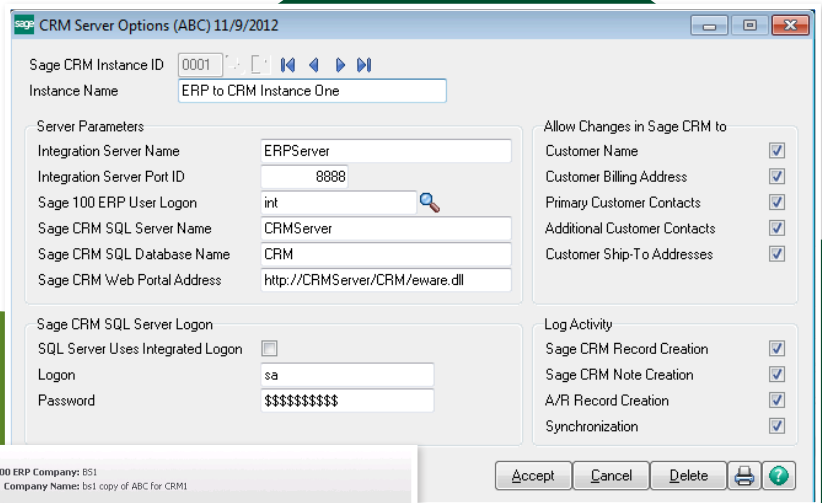 sage CRM Server Options (ABC) 11/9/2012
Sage CRM Instance ID 0001
Instance Name ERP to CRM Instance One
Server Parameters
Integration Server Name ERPServer
Integration Server Port ID 8888
Sage 100 ERP User Logon int
Sage CRM SQL Server Name CRMServer
Sage CRM SQL Database Name CRM
Sage CRM Web Portal Address http://CRMServer/CRM/eware.dll
Allow Changes in Sage CRM to
Customer Name
Customer Billing Address
Primary Customer Contacts
Additional Customer Contacts
Customer Ship-To Addresses
Sage CRM SQL Server Logon
SQL Server Uses Integrated Logon
Logon sa
Password $$$$$$$$$$
Log Activity
Sage CRM Record Creation
Sage CRM Note Creation
A/R Record Creation
Synchronization
00 ERP Company: BS1
Company Name: bs1 copy of ABC for CRM1
Accept Cancel Delete